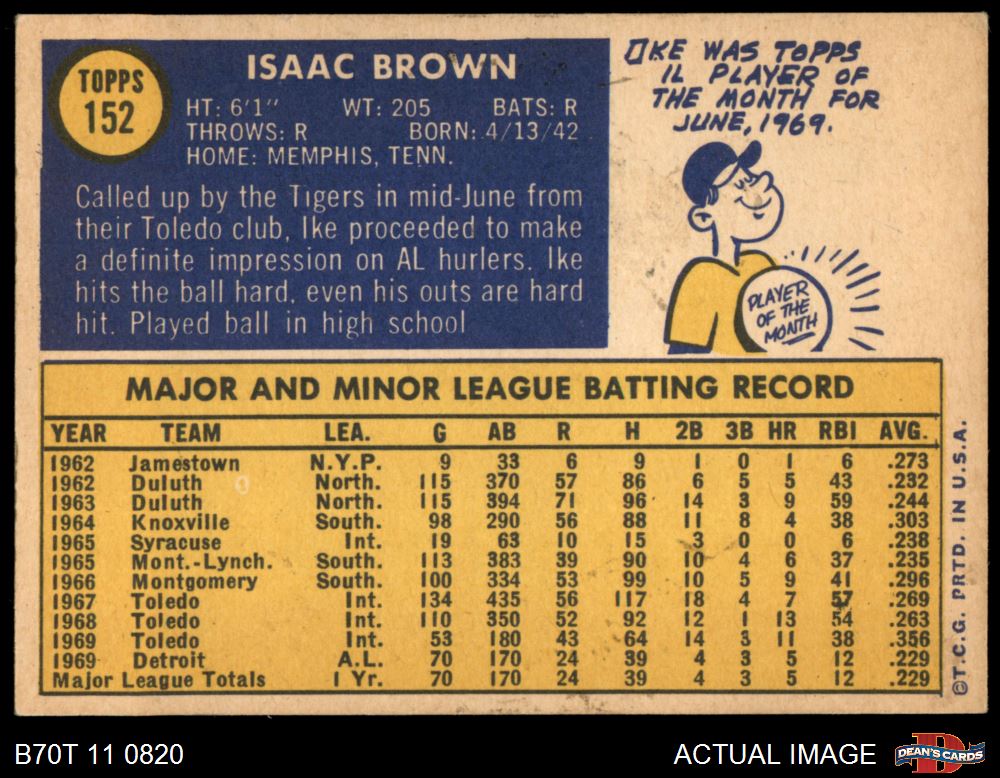 TOPPS
152
ISAAC BROWN
HT: 6'1" WT: 205 BATS: R
THROWS: R BORN: 4/13/42
HOME: MEMPHIS, TENN.
Called up by the Tigers in mid-June from
their Toledo club, Ike proceeded to make
a definite impression on AL hurlers. Ike
hits the ball hard, even his outs are hard
hit. Played ball in high school
IKE WAS TOPPS
IL PLAYER OF
THE MONTH FOR
JUNE, 1969.
PLAYER
OF THE
MONTH
MAJOR AND MINOR LEAGUE BATTING RECORD
YEAR TEAM LEA. G AB R H 2B 3B HR RBI AVG.
1962 Jamestown N.Y.P. 9 33 6 9 1 0 1 6 .273
1962 Duluth North. 115 370 57 86 6 5 5 43 .232
1963 Duluth North. 115 394 71 96 14 3 9 59 .244
1964 Knoxville South. 98 290 56 88 11 8 4 38 .303
1965 Syracuse Int. 19 63 10 15 3 0 0 6 .238
1965 Mont.-Lynch. South. 113 383 39 90 10 4 6 37 .235
1966 Montgomery South. 100 334 53 99 10 5 9 41 .296
1967 Toledo Int. 134 435 56 117 18 4 7 57 .269
1968 Toledo Int. 110 350 52 92 12 1 13 54 .263
1969 Toledo Int. 53 180 43 64 14 3 11 38 .356
1969 Detroit A.L. 70 170 24 39 4 3 5 12 .229
Major League Totals 1 Yr. 70 170 24 39 4 3 5 12 .229
©T.C.G. PRTD. IN U.S.A.
B70T 11 0820
ACTUAL IMAGE
DEAN'S CARDS